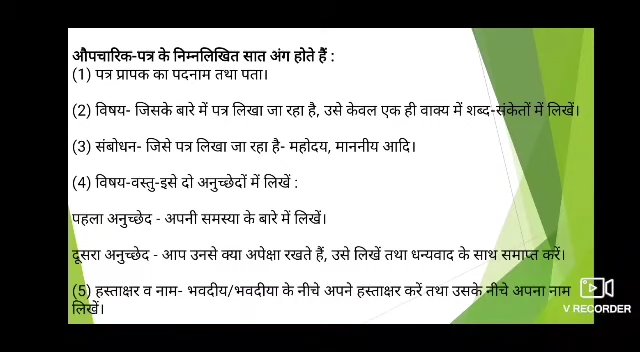 औपचारिक-पत्र के निम्नलिखित सात अंग होते हैं :
(1) पत्र प्रापक का पदनाम तथा पता।
(2) विषय- जिसके बारे में पत्र लिखा जा रहा है, उसे केवल एक ही वाक्य में शब्द-संकेतों में लिखें।
(3) संबोधन- जिसे पत्र लिखा जा रहा है- महोदय, माननीय आदि।
(4) विषय-वस्तु-इसे दो अनुच्छेदों में लिखें :
पहला अनुच्छेद - अपनी समस्या के बारे में लिखें।
दूसरा अनुच्छेद - आप उनसे क्या अपेक्षा रखते हैं, उसे लिखें तथा धन्यवाद के साथ समाप्त करें।
(5) हस्ताक्षर व नाम- भवदीय/भवदीया के नीचे अपने हस्ताक्षर करें तथा उसके नीचे अपना नाम
लिखें।
V RECORDER